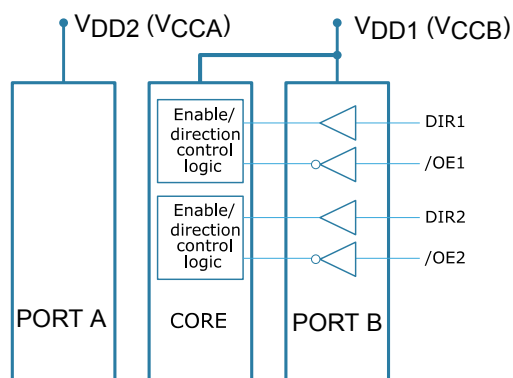 VDD2 (VCCA)
VDD1 (VCCB)
Enable/
direction
control
logic
DIR1
/OE1
Enable/
direction
control
logic
DIR2
/OE2
PORT A
CORE
PORT B